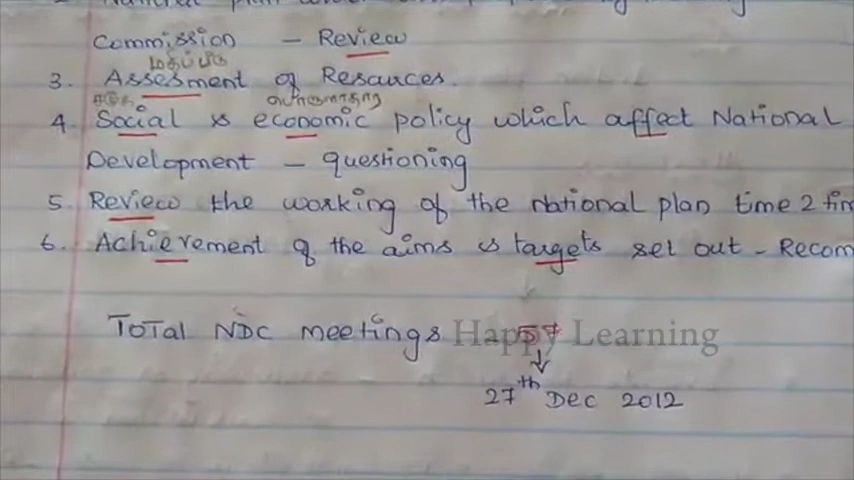 Commission - Review
மதிப்பீடு
3. Assesment of Resources.
சமூக பொருளாதார
4. Social & economic policy which affect National
Development - questioning
5. Review the working of the national plan time 2
6. Achievement of the aims & targets set out - Recom
Total NDC meetings - 57
Happy Learning
27th Dec 2012